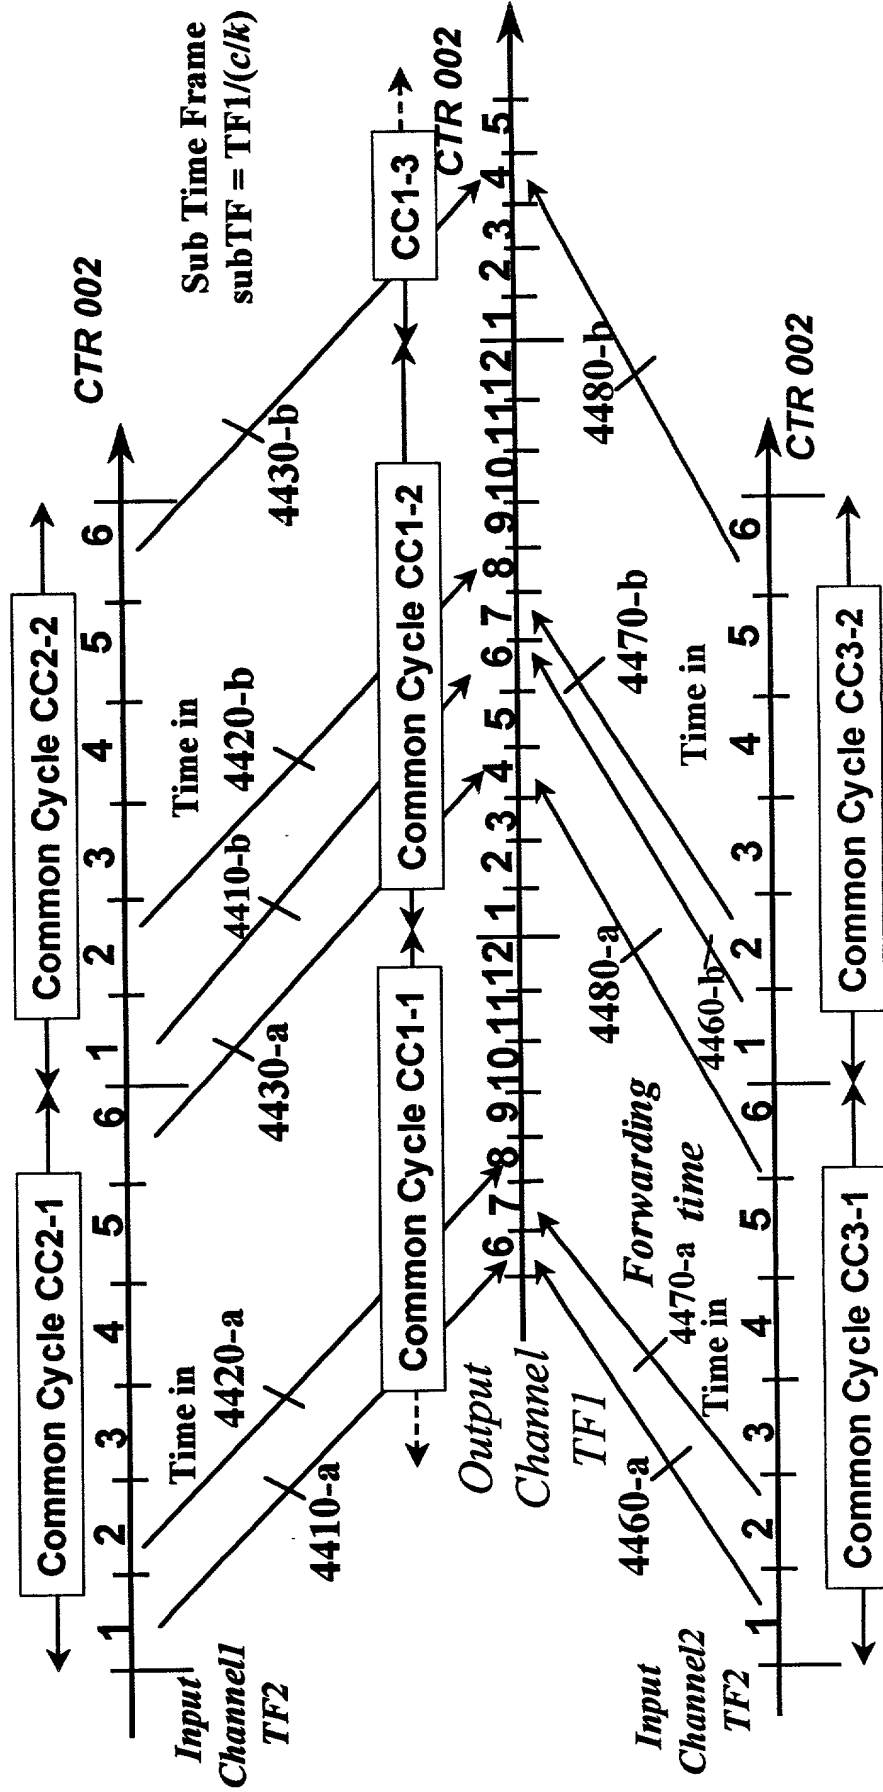 Common Cycle CC2-1
Common Cycle CC2-2
1 2 3 4 5 6 1 2 3 4 5 6
CTR 002
Input
Channel1
TF2
Time in
4410-a
4420-a
4430-a
4410-b
Time in
4420-b
4430-b
Sub Time Frame
subTF = TF1/(c/k)
Common Cycle CC1-1
Common Cycle CC1-2
CC1-3
CTR 002
Output
Channel
TF1
6 7 8 9 10 11 12 1 2 3 4 5 6 7 8 9 10 11 12 1 2 3 4 5
4460-a
4470-a
Forwarding
time
Time in
4480-a
4460-b
4470-b
Time in
4480-b
Input
Channel2
TF2
1 2 3 4 5 6 1 2 3 4 5 6
CTR 002
Common Cycle CC3-1
Common Cycle CC3-2